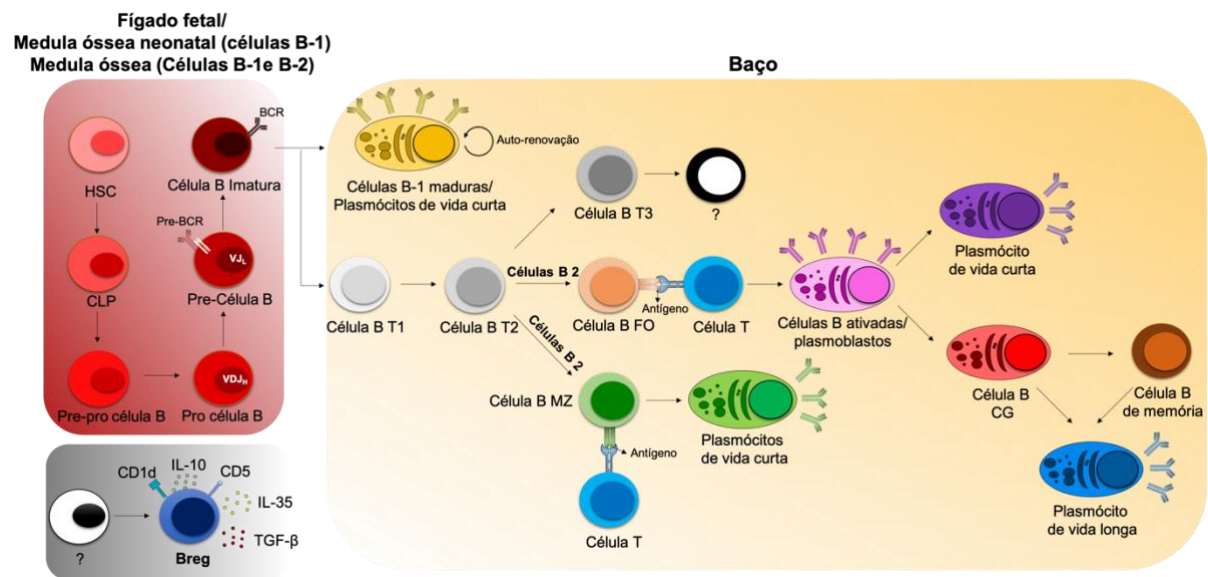 Fígado fetal/
Medula óssea neonatal (células B-1)
Medula óssea (Células B-1e B-2)
HSC
CLP
Pre-pro célula B
Pro célula B
VDJH
Pre-Célula B
VJL
Pre-BCR
Célula B Imatura
BCR
Baço
Auto-renovação
Células B-1 maduras/
Plasmócitos de vida curta
Célula B T1
Célula B T2
Célula B T3
?
Células B 2
Célula B FO
Antígeno
Célula T
Células B ativadas/
plasmoblastos
Plasmócito
de vida curta
Célula B
CG
Célula B
de memória
Plasmócito
de vida longa
Células B 2
Célula B MZ
Antígeno
Célula T
Plasmócitos
de vida curta
?
CD1d
IL-10
CD5
IL-35
TGF-β
Breg